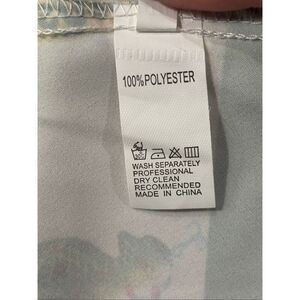 100%POLYESTER
WASH SEPARATELY
PROFESSIONAL
DRY CLEAN
RECOMMENDED
MADE IN CHINA